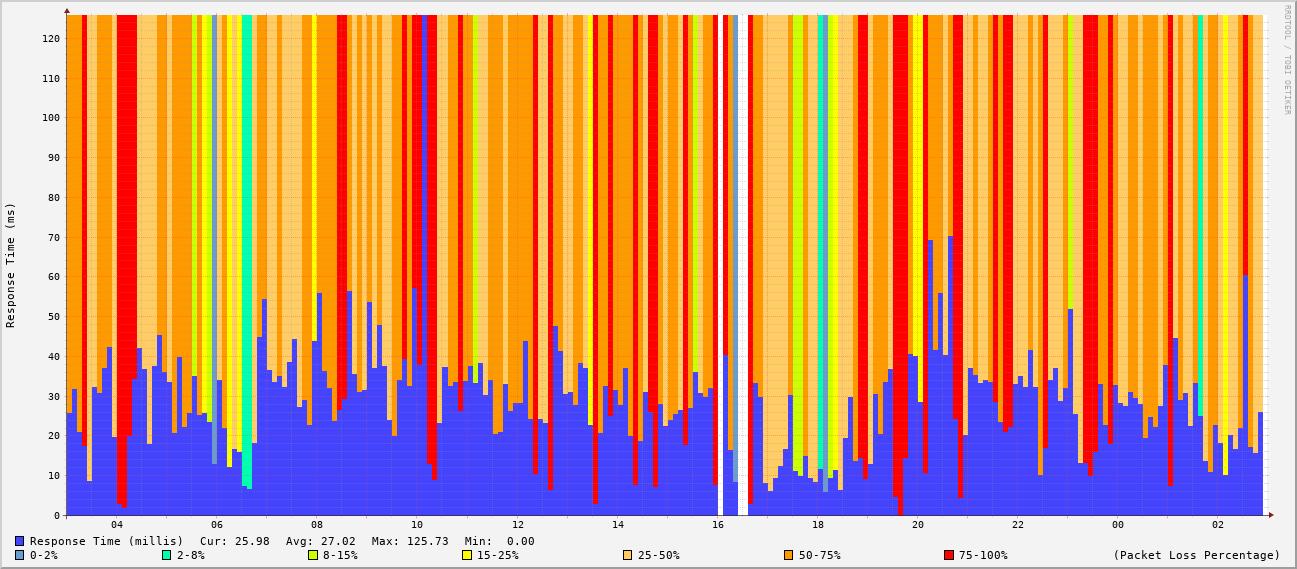 RRDTOOL / TOBI OETIKER
Response Time (ms)
120
110
100
90
80
70
60
50
40
30
20
10
0
04 06 08 10 12 14 16 18 20 22 00 02
Response Time (millis) Cur: 25.98 Avg: 27.02 Max: 125.73 Min: 0.00
0-2% 2-8% 8-15% 15-25% 25-50% 50-75% 75-100% (Packet Loss Percentage)